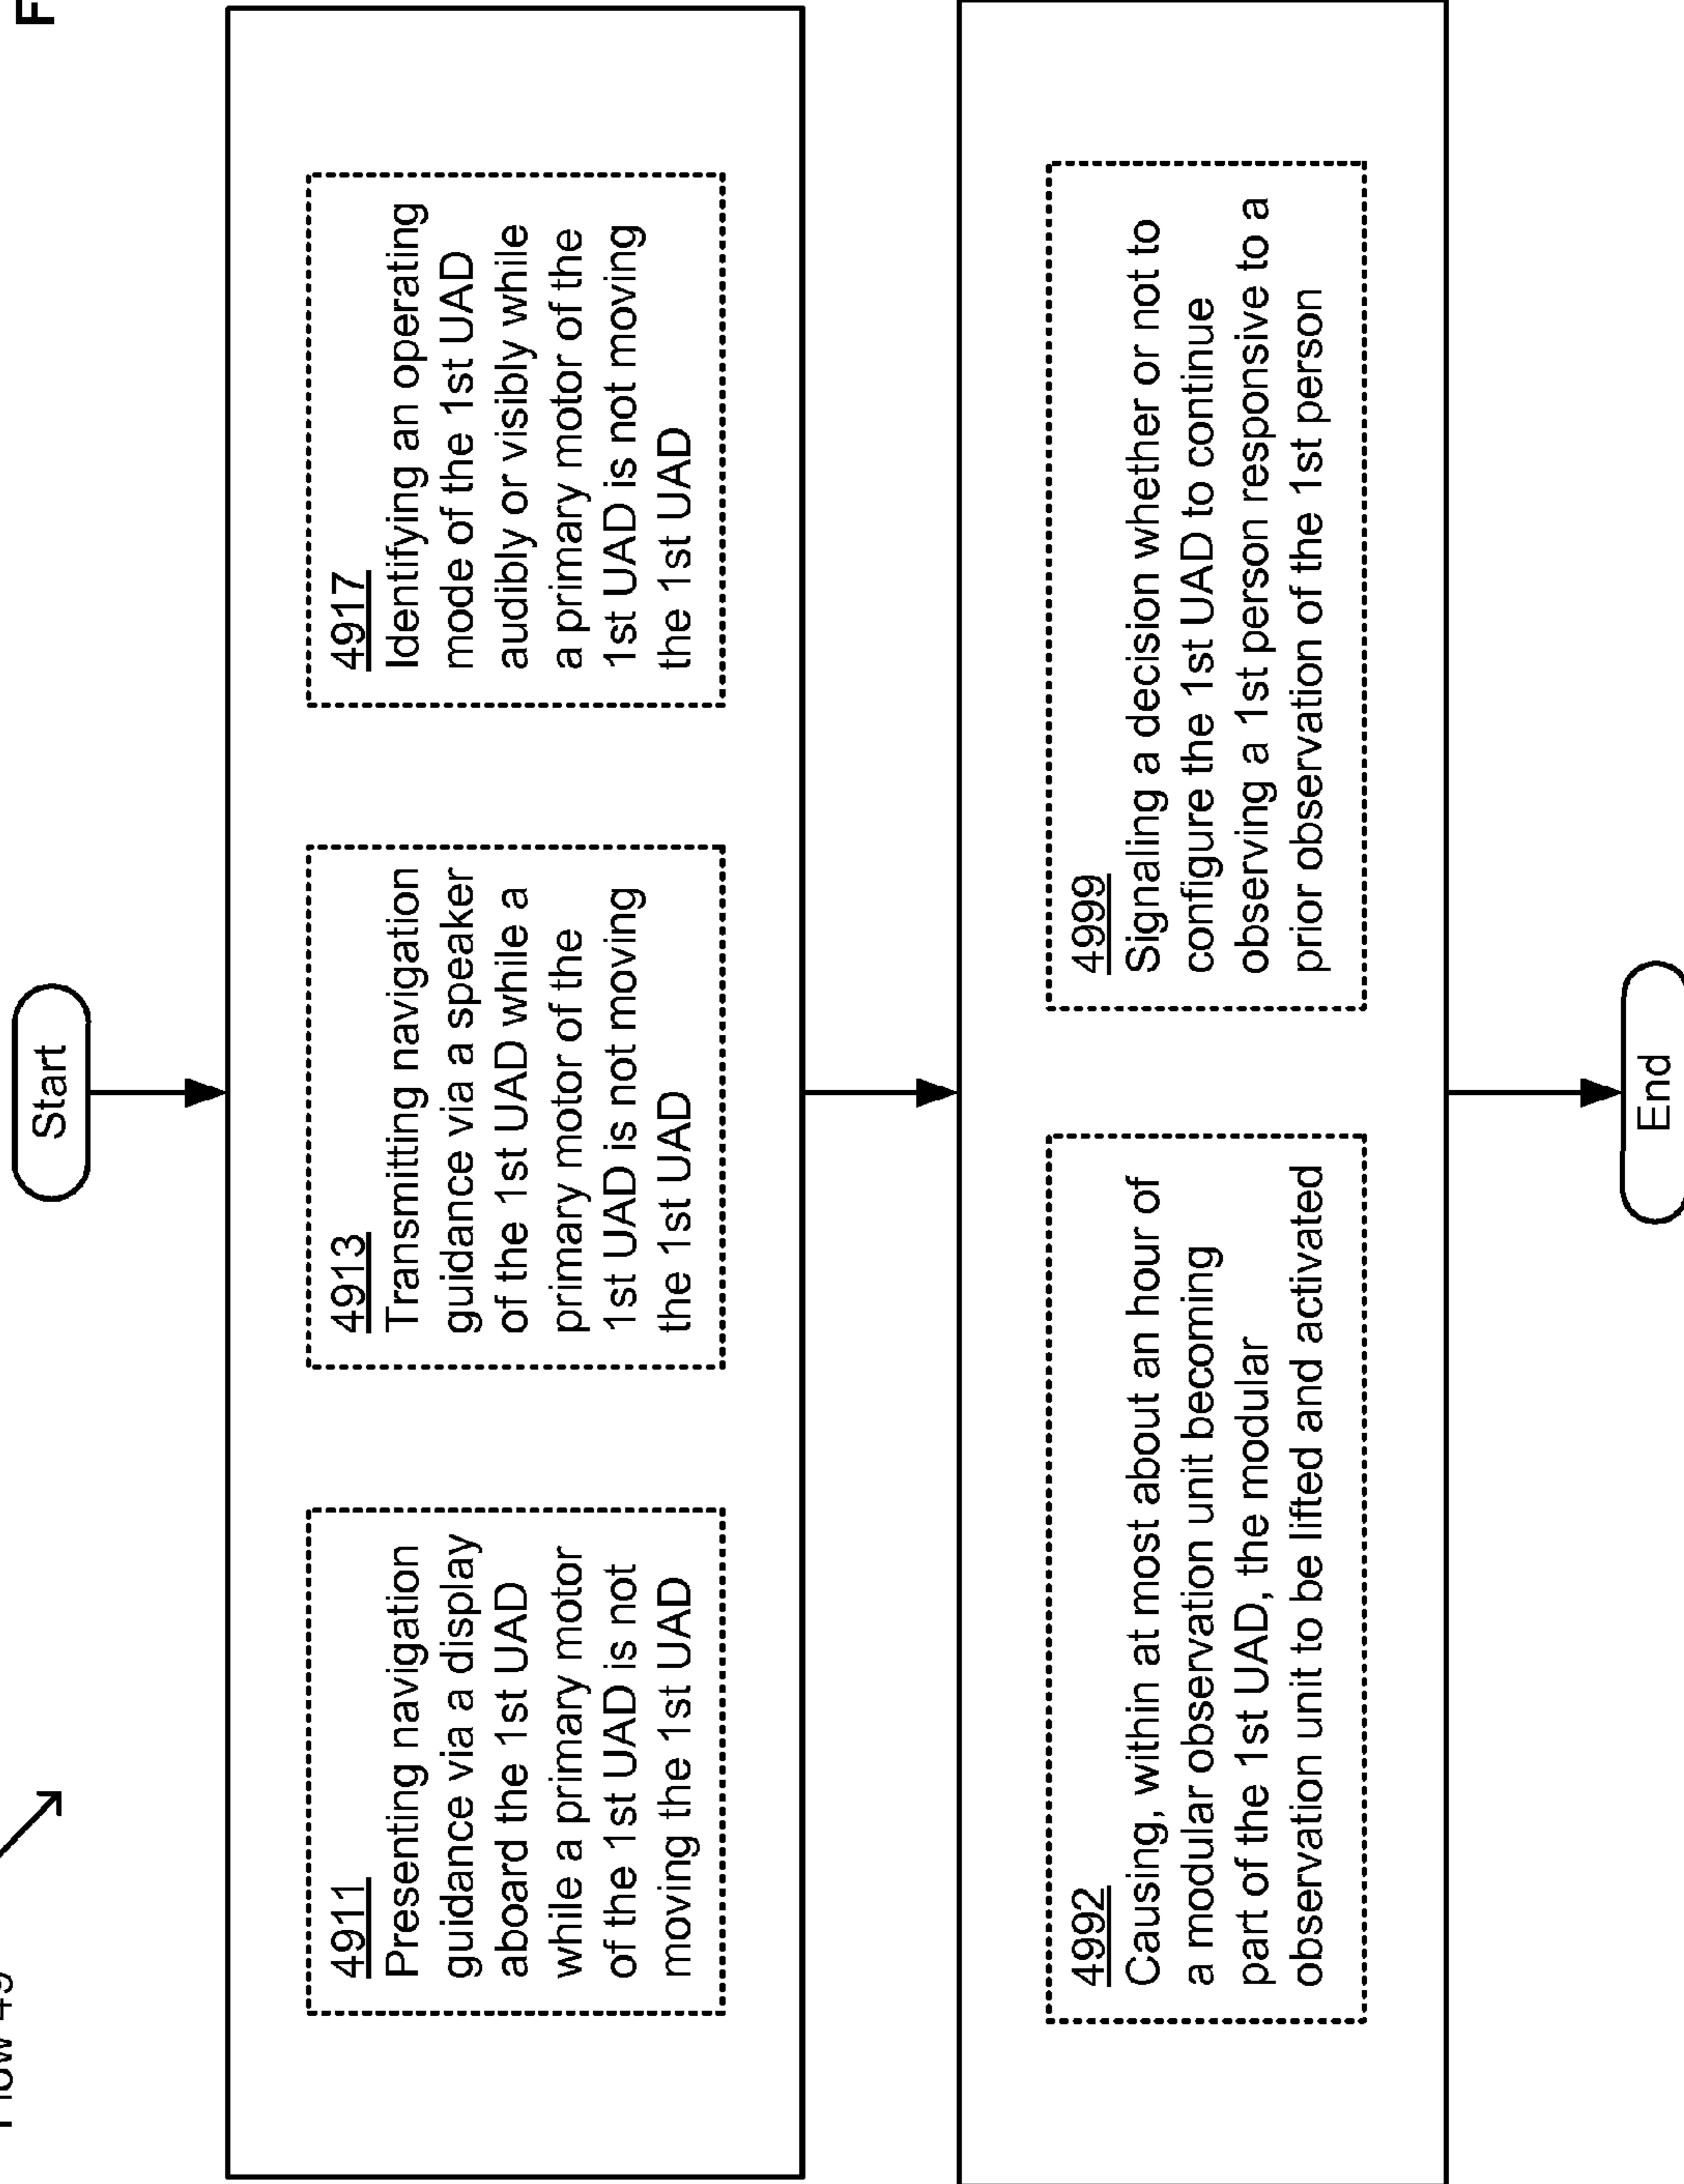 Start
4911
Presenting navigation
guidance via a display
aboard the 1st UAD
while a primary motor
of the 1st UAD is not
moving the 1st UAD
4913
Transmitting navigation
guidance via a speaker
of the 1st UAD while a
primary motor of the
1st UAD is not moving
the 1st UAD
4917
Identifying an operating
mode of the 1st UAD
audibly or visibly while
a primary motor of the
1st UAD is not moving
the 1st UAD
4992
Causing, within at most about an hour of
a modular observation unit becoming
part of the 1st UAD, the modular
observation unit to be lifted and activated
4999
Signaling a decision whether or not to
configure the 1st UAD to continue
observing a 1st person responsive to a
prior observation of the 1st person
End